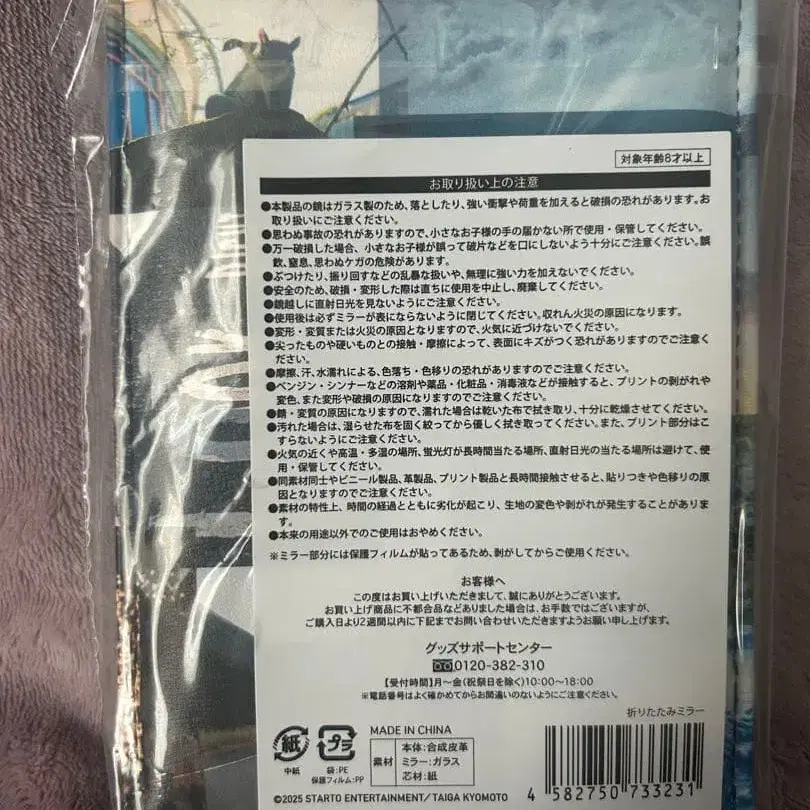 対象年齢8才以上
お取り扱い上の注意
●本製品の鏡はガラス製のため、落としたり、強い衝撃や荷重を加えると破損の恐れがあります。お
取り扱いにご注意ください。
●思わぬ事故の恐れがありますので、小さなお子様の手の届かない所で使用・保管してください。
●万一破損した場合、小さなお子様が誤って破片などを口にしないよう十分にご注意ください。誤
飲、窒息、思わぬケガの危険があります。
●ぶつけたり、振り回すなどの乱暴な扱いや、無理に強い力を加えないでください。
●安全のため、破損・変形した際は直ちに使用を中止し、廃棄してください。
●鏡越しに直射日光を見ないようにご注意ください。
●使用後は必ずミラーが表にならないように閉じてください。収れん火災の原因になります。
●変形・変質または火災の原因となりますので、火気に近づけないでください。
●尖ったものや硬いものとの接触・摩擦によって、表面にキズがつく恐れがありますのでご注意く
ださい。
●摩擦、汗、水濡れによる、色落ち・色移りの恐れがありますのでご注意ください。
●ベンジン・シンナーなどの溶剤や薬品・化粧品・消毒液などが接触すると、プリントの剥がれや
変色、また変形や破損の原因になりますのでご注意ください。
●錆・変質の原因になりますので、濡れた場合は乾いた布で拭き取り、十分に乾燥させてください。
●汚れた場合は、湿らせた布を固く絞ってから優しく拭き取ってください。また、プリント部分はこ
すらないようにご注意ください。
●火気の近くや高温・多湿の場所、蛍光灯が長時間当たる場所、直射日光の当たる場所は避けて、使
用・保管してください。
●同素材同士やビニール製品、革製品、プリント製品と長時間接触させると、貼りつきや色移りの原
因となりますのでご注意ください。
●素材の特性上、時間の経過とともに劣化が起こり、生地の変色や剥がれが発生することがありま
す。
●本来の用途以外でのご使用はおやめください。
※ミラー部分には保護フィルムが貼ってあるため、剥がしてからご使用ください。
お客様へ
この度はお買い上げいただきまして、誠にありがとうございます。
お買い上げ商品に不都合品などありました場合は、お手数ではございますが、
ご購入日より2週間以内に下記までお問い合わせいただきますようお願い申し上げます。
グッズサポートセンター
0120-382-310
【受付時間】月〜金(祝祭日を除く)10:00〜18:00
※電話番号はよく確かめてからお間違いのないようにご注意ください。
折りたたみミラー
MADE IN CHINA
紙
中紙
プラ
袋:PE
保護フィルム:PP
素材
本体:合成皮革
ミラー:ガラス
芯材:紙
4 582750 733231
©2025 STARTO ENTERTAINMENT/TAIGA KYOMOTO